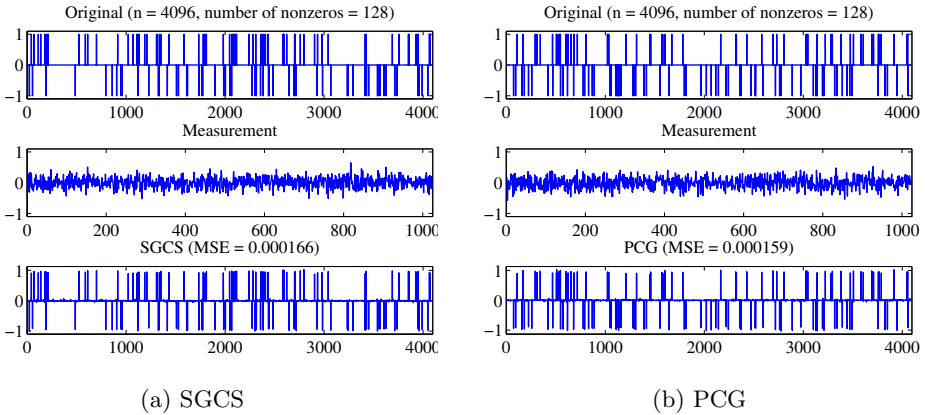 Original (n = 4096, number of nonzeros = 128)
1
0
−1
0 1000 2000 3000 4000
Measurement
1
0
−1
0 200 400 600 800 1000
SGCS (MSE = 0.000166)
1
0
−1
0 1000 2000 3000 4000
(a) SGCS
Original (n = 4096, number of nonzeros = 128)
1
0
−1
0 1000 2000 3000 4000
Measurement
1
0
−1
0 200 400 600 800 1000
PCG (MSE = 0.000159)
1
0
−1
0 1000 2000 3000 4000
(b) PCG